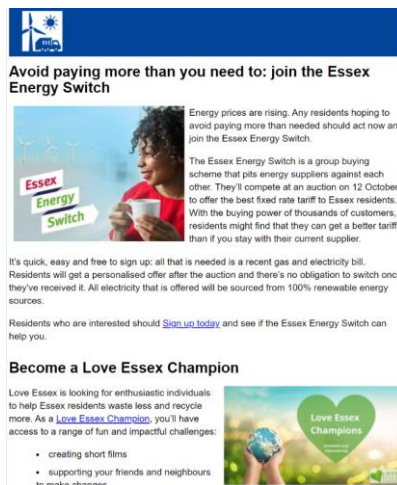 Avoid paying more than you need to: join the Essex
Energy Switch
Essex
Energy
Switch
Energy prices are rising. Any residents hoping to
avoid paying more than needed should act now an
join the Essex Energy Switch.
The Essex Energy Switch is a group buying
scheme that pits energy suppliers against each
other. They'll compete at an auction on 12 October
to offer the best fixed rate tariff to Essex residents.
With the buying power of thousands of customers,
residents might find that they can get a better tariff
than if you stay with their current supplier.
It's quick, easy and free to sign up: all that is needed is a recent gas and electricity bill.
Residents will get a personalised offer after the auction and there's no obligation to switch onc
they've received it. All electricity that is offered will be sourced from 100% renewable energy
sources.
Residents who are interested should Sign up today and see if the Essex Energy Switch can
help you.
Become a Love Essex Champion
Love Essex is looking for enthusiastic individuals
to help Essex residents waste less and recycle
more. As a Love Essex Champion, you'll have
access to a range of fun and impactful challenges:
• creating short films
• supporting your friends and neighbours
to make changes
Love Essex
Champions